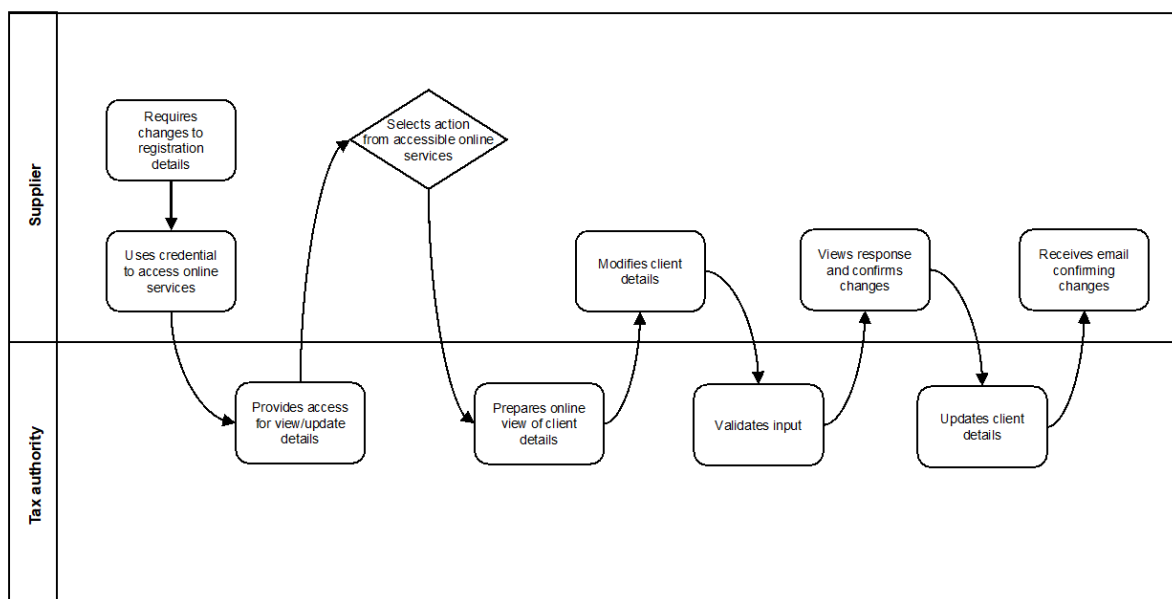 Supplier
Requires
changes to
registration
details
Uses credential
to access online
services
Selects action
from accessible online
services
Modifies client
details
Views response
and confirms
changes
Receives email
confirming
changes
Tax authority
Provides access
for view/update
details
Prepares online
view of client
details
Validates input
Updates client
details